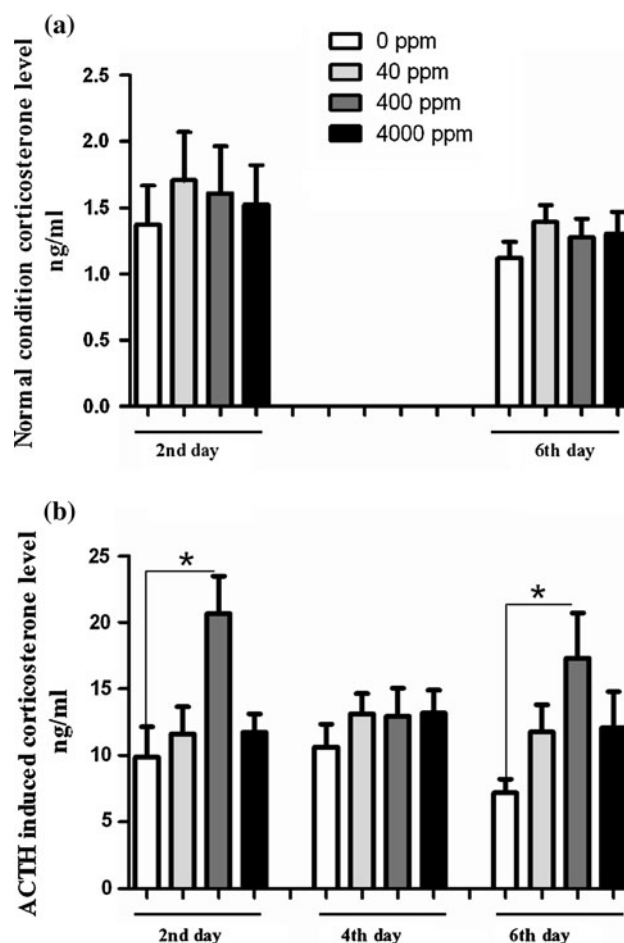 (a)
0 ppm
40 ppm
400 ppm
4000 ppm
Normal condition corticosterone level
ng/ml
2.5
2.0
1.5
1.0
0.5
0.0
2nd day
6th day
(b)
ACTH induced corticosterone level
ng/ml
25
20
15
10
5
0
*
*
2nd day
4th day
6th day